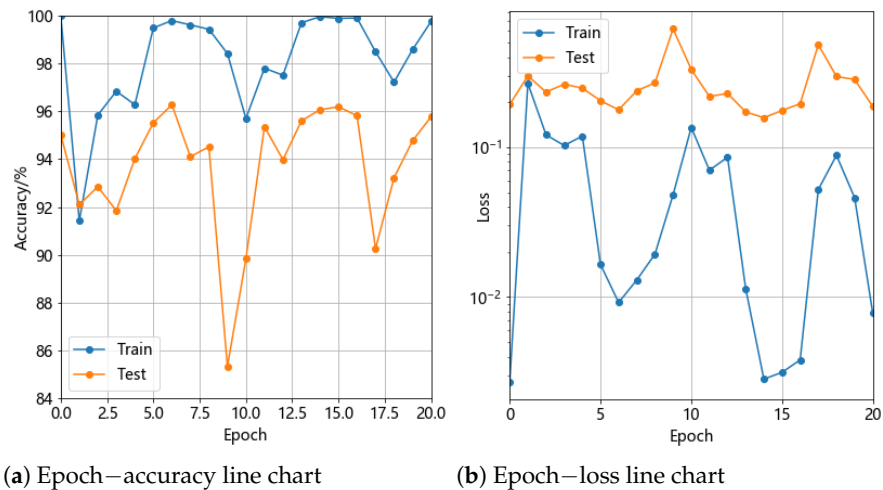 100
98
96
94
92
90
88
86
84
Accuracy/%
Train
Test
0.0 2.5 5.0 7.5 10.0 12.5 15.0 17.5 20.0
Epoch
(a) Epoch−accuracy line chart
Train
Test
10⁻¹
10⁻²
Loss
0 5 10 15 20
Epoch
(b) Epoch−loss line chart